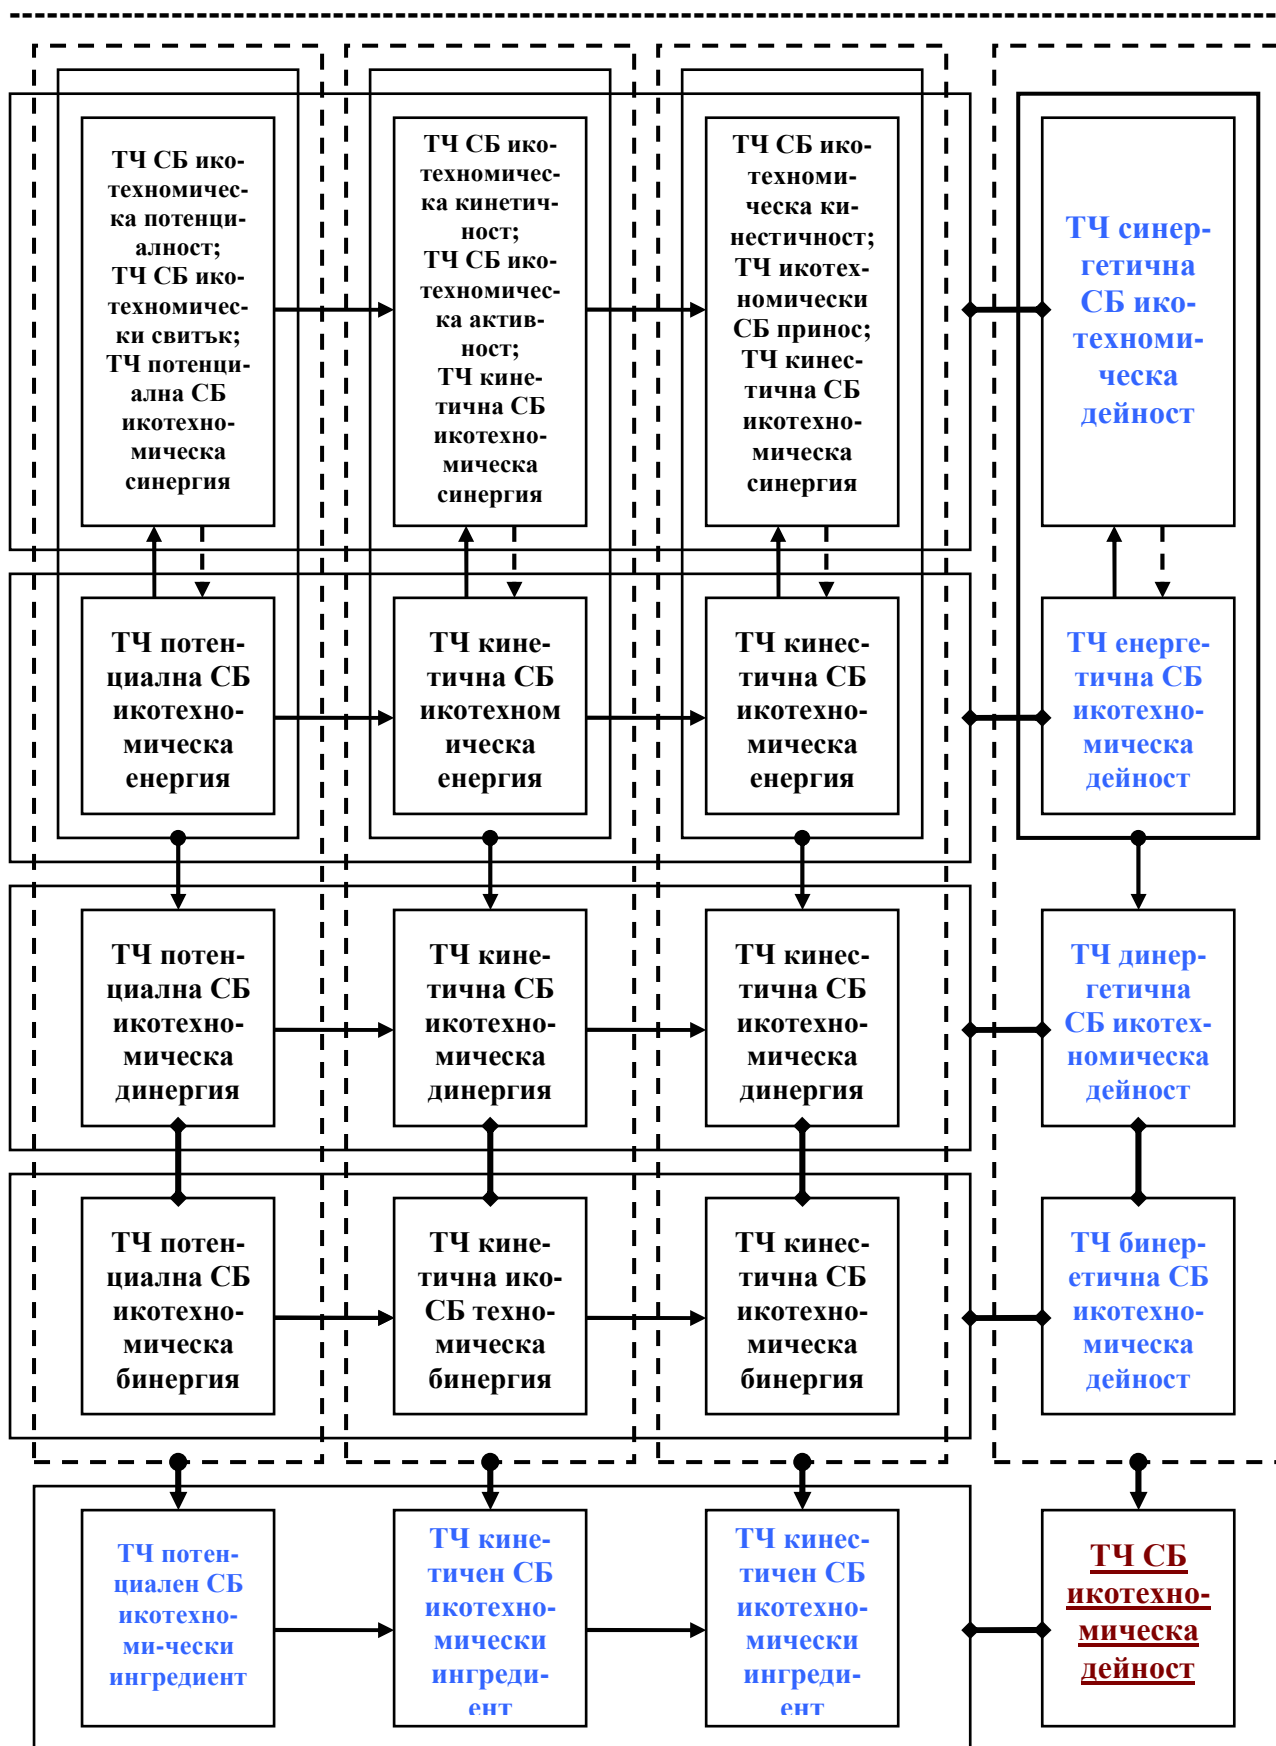 ТЧ СБ ико-
техномичес-
ка потенци-
алност;
ТЧ СБ ико-
техномичес-
ки свитък;
ТЧ потенци-
ална СБ
икотехно-
мическа
синергия
ТЧ СБ ико-
техномичес-
ка кинетич-
ност;
ТЧ СБ ико-
техномичес-
ка актив-
ност;
ТЧ кине-
тична СБ
икотехно-
мическа
синергия
ТЧ СБ ико-
техноми-
ческа ки-
нестичност;
ТЧ икотех-
номически
СБ принос;
ТЧ кинес-
тична СБ
икотехно-
мическа
синергия
ТЧ синер-
гетична
СБ ико-
техноми-
ческа
дейност
ТЧ потен-
циална СБ
икотехно-
мическа
енергия
ТЧ кине-
тична СБ
икотехном
ическа
енергия
ТЧ кинес-
тична СБ
икотехно-
мическа
енергия
ТЧ енерге-
тична СБ
икотехно-
мическа
дейност
ТЧ потен-
циална СБ
икотехно-
мическа
динергия
ТЧ кине-
тична СБ
икотехно-
мическа
динергия
ТЧ кинес-
тична СБ
икотехно-
мическа
динергия
ТЧ динер-
гетична
СБ икотех-
номическа
дейност
ТЧ потен-
циална СБ
икотехно-
мическа
бинергия
ТЧ кине-
тична ико-
СБ техно-
мическа
бинергия
ТЧ кинес-
тична СБ
икотехно-
мическа
бинергия
ТЧ бинер-
етична СБ
икотехно-
мическа
дейност
ТЧ потен-
циален СБ
икотехно-
ми-чески
ингредиент
ТЧ кине-
тичен СБ
икотехно-
мически
ингреди-
ент
ТЧ кинес-
тичен СБ
икотехно-
мически
ингреди-
ент
ТЧ СБ
икотехно-
мическа
дейност